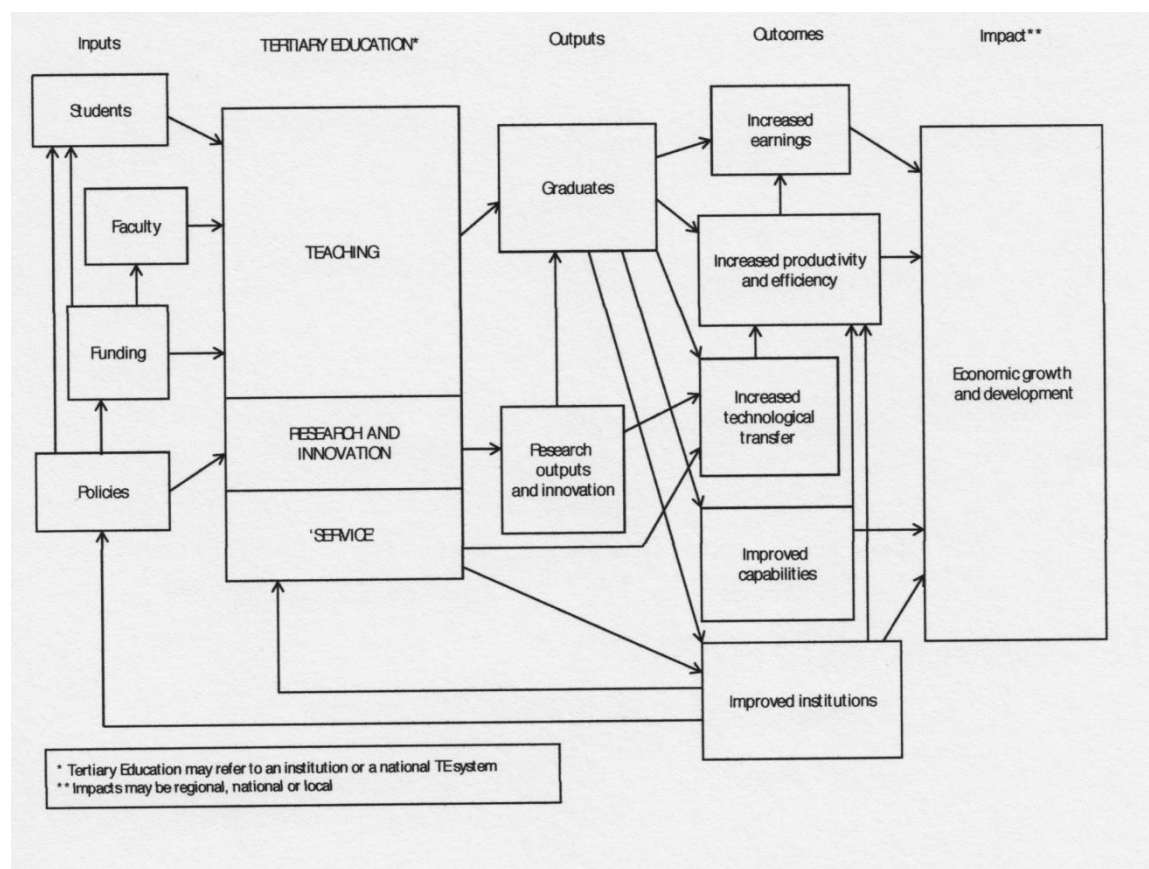 Inputs
TERTIARY EDUCATION*
Outputs
Outcomes
Impact**
Students
Faculty
Funding
Policies
TEACHING
RESEARCH AND
INNOVATION
'SERVICE'
Graduates
Research
outputs
and innovation
Increased
earnings
Increased productivity
and efficiency
Increased
technological
transfer
Improved
capabilities
Improved institutions
Economic growth
and development
* Tertiary Education may refer to an institution or a national TE system
** Impacts may be regional, national or local